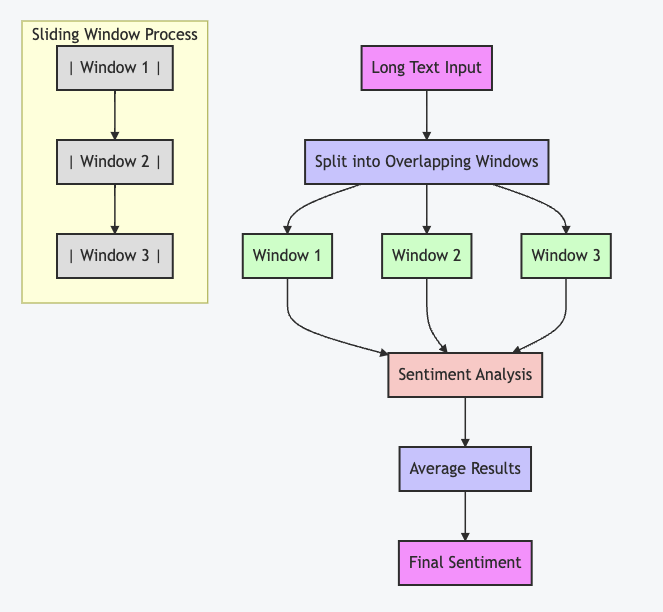 Sliding Window Process
| Window 1 |
| Window 2 |
| Window 3 |
Long Text Input
Split into Overlapping Windows
Window 1
Window 2
Window 3
Sentiment Analysis
Average Results
Final Sentiment